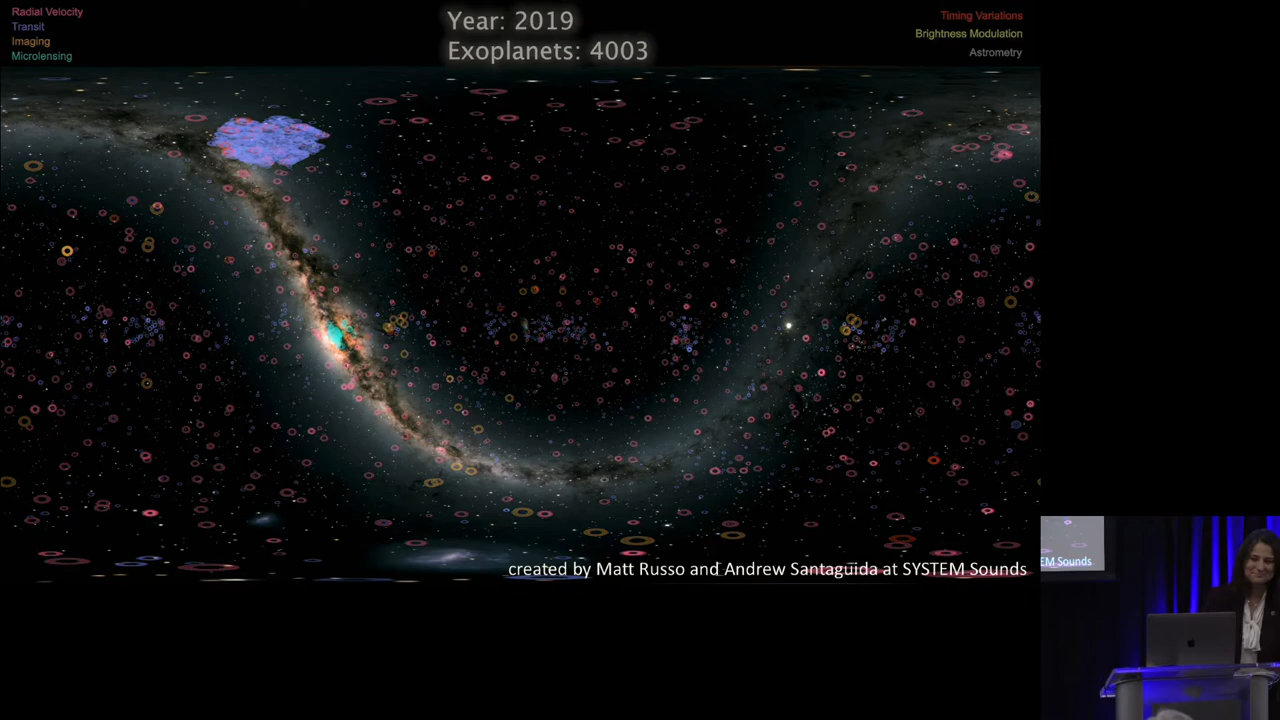 Radial Velocity
Transit
Imaging
Microlensing
Year: 2019
Exoplanets: 4003
Timing Variations
Brightness Modulation
Astrometry
created by Matt Russo and Andrew Santaguida at SYSTEM Sounds
EM Sounds